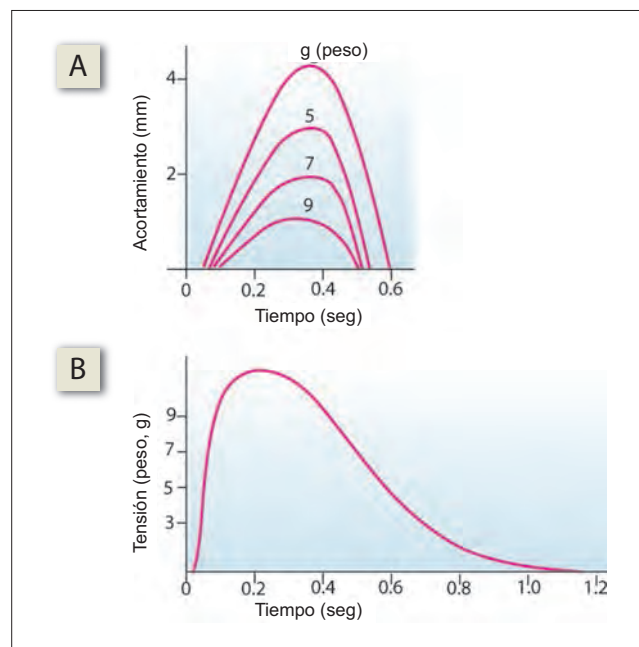 A
g (peso)
4
5
7
9
2
Acortamiento (mm)
0
0.2
0.4
0.6
Tiempo (seg)
B
9
7
5
3
Tensión (peso, g)
0
0.2
0.4
0.6
0.8
1.0
1.2
Tiempo (seg)